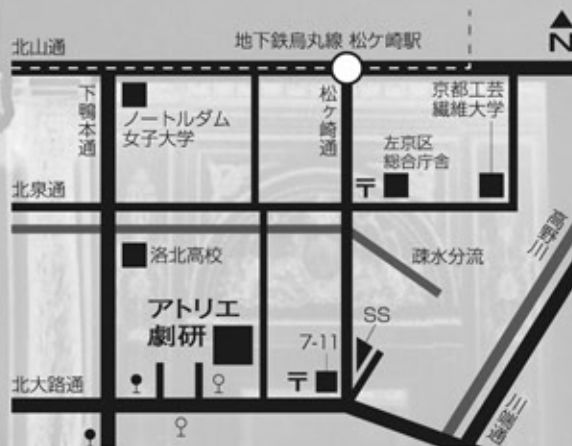 地下鉄烏丸線 松ケ崎駅
N
北山通
下鴨本通
ノートルダム
女子大学
松ヶ崎通
京都工芸
繊維大学
左京区
総合庁舎
〒
北泉通
高野川
洛北高校
疎水分流
アトリエ
劇研
SS
7-11
〒
北大路通
川端通